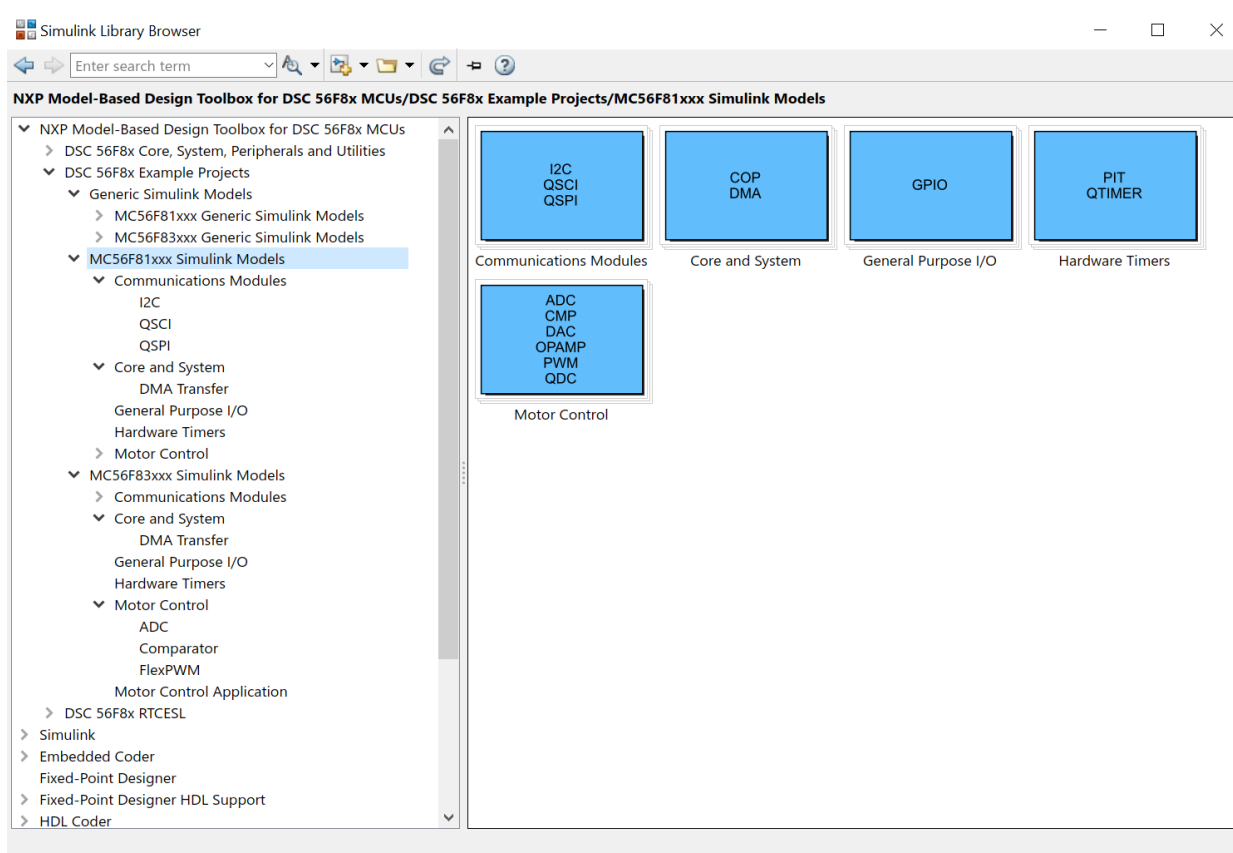 Simulink Library Browser
Enter search term
NXP Model-Based Design Toolbox for DSC 56F8x MCUs/DSC 56F8x Example Projects/MC56F81xxx Simulink Models
NXP Model-Based Design Toolbox for DSC 56F8x MCUs
DSC 56F8x Core, System, Peripherals and Utilities
DSC 56F8x Example Projects
Generic Simulink Models
MC56F81xxx Generic Simulink Models
MC56F83xxx Generic Simulink Models
MC56F81xxx Simulink Models
Communications Modules
I2C
QSCI
QSPI
Core and System
DMA Transfer
General Purpose I/O
Hardware Timers
Motor Control
MC56F83xxx Simulink Models
Communications Modules
Core and System
DMA Transfer
General Purpose I/O
Hardware Timers
Motor Control
ADC
Comparator
FlexPWM
Motor Control Application
DSC 56F8x RTCESL
Simulink
Embedded Coder
Fixed-Point Designer
Fixed-Point Designer HDL Support
HDL Coder
I2C
QSCI
QSPI
Communications Modules
COP
DMA
Core and System
GPIO
General Purpose I/O
PIT
QTIMER
Hardware Timers
ADC
CMP
DAC
OPAMP
PWM
QDC
Motor Control